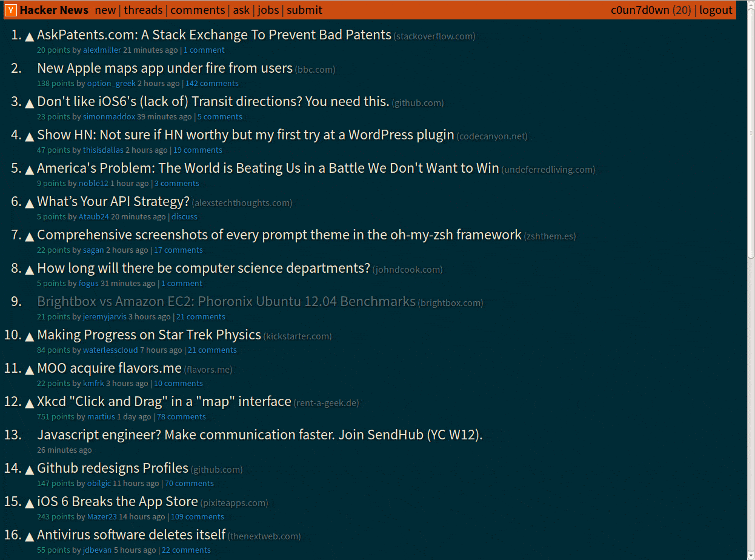 Y Hacker News new | threads | comments | ask | jobs | submit c0un7d0wn (20) | logout
1. ▲ AskPatents.com: A Stack Exchange To Prevent Bad Patents (stackoverflow.com)
20 points by alexlmiller 21 minutes ago | 1 comment
2. New Apple maps app under fire from users (bbc.com)
138 points by option_greek 2 hours ago | 142 comments
3. ▲ Don't like iOS6's (lack of) Transit directions? You need this. (github.com)
23 points by simonmaddox 39 minutes ago | 5 comments
4. ▲ Show HN: Not sure if HN worthy but my first try at a WordPress plugin (codecanyon.net)
47 points by thisisdallas 2 hours ago | 19 comments
5. ▲ America's Problem: The World is Beating Us in a Battle We Don't Want to Win (undeferredliving.com)
9 points by noble12 1 hour ago | 3 comments
6. ▲ What's Your API Strategy? (alexstechthoughts.com)
5 points by Ataub24 20 minutes ago | discuss
7. ▲ Comprehensive screenshots of every prompt theme in the oh-my-zsh framework (zshthem.es)
22 points by sagan 2 hours ago | 17 comments
8. ▲ How long will there be computer science departments? (johndcook.com)
5 points by fogus 31 minutes ago | 1 comment
9. Brightbox vs Amazon EC2: Phoronix Ubuntu 12.04 Benchmarks (brightbox.com)
21 points by jeremyjarvis 3 hours ago | 21 comments
10. ▲ Making Progress on Star Trek Physics (kickstarter.com)
84 points by waterlesscloud 7 hours ago | 21 comments
11. ▲ MOO acquire flavors.me (flavors.me)
22 points by kmfrk 3 hours ago | 10 comments
12. ▲ Xkcd "Click and Drag" in a "map" interface (rent-a-geek.de)
751 points by martius 1 day ago | 78 comments
13. Javascript engineer? Make communication faster. Join SendHub (YC W12).
26 minutes ago
14. ▲ Github redesigns Profiles (github.com)
147 points by obi1gic 11 hours ago | 70 comments
15. ▲ iOS 6 Breaks the App Store (pixiteapps.com)
243 points by Mazer23 14 hours ago | 109 comments
16. ▲ Antivirus software deletes itself (thenextweb.com)
55 points by jdbevan 5 hours ago | 22 comments